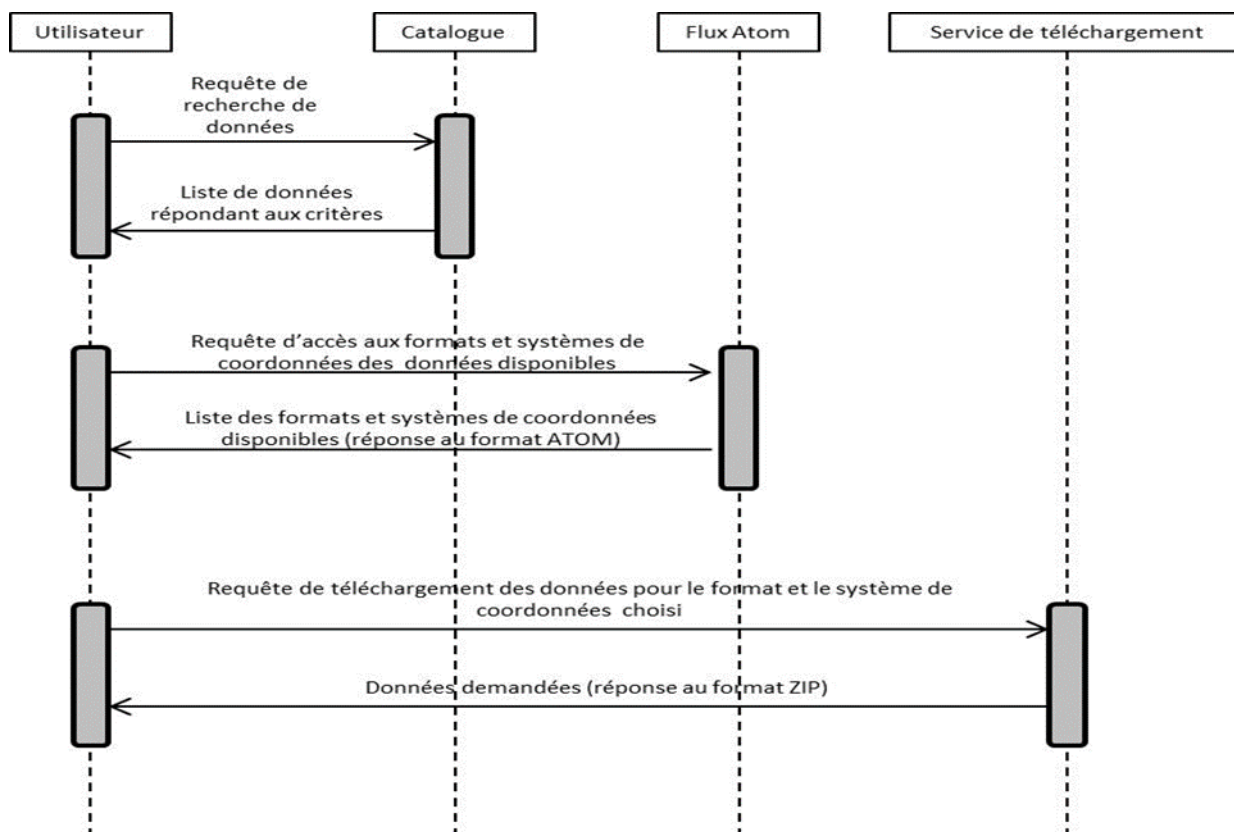 Utilisateur
Catalogue
Flux Atom
Service de téléchargement
Requête de
recherche de
données
Liste de données
répondant aux critères
Requête d'accès aux formats et systèmes de
coordonnées des données disponibles
Liste des formats et systèmes de coordonnées
disponibles (réponse au format ATOM)
Requête de téléchargement des données pour le format et le système de
coordonnées choisi
Données demandées (réponse au format ZIP)